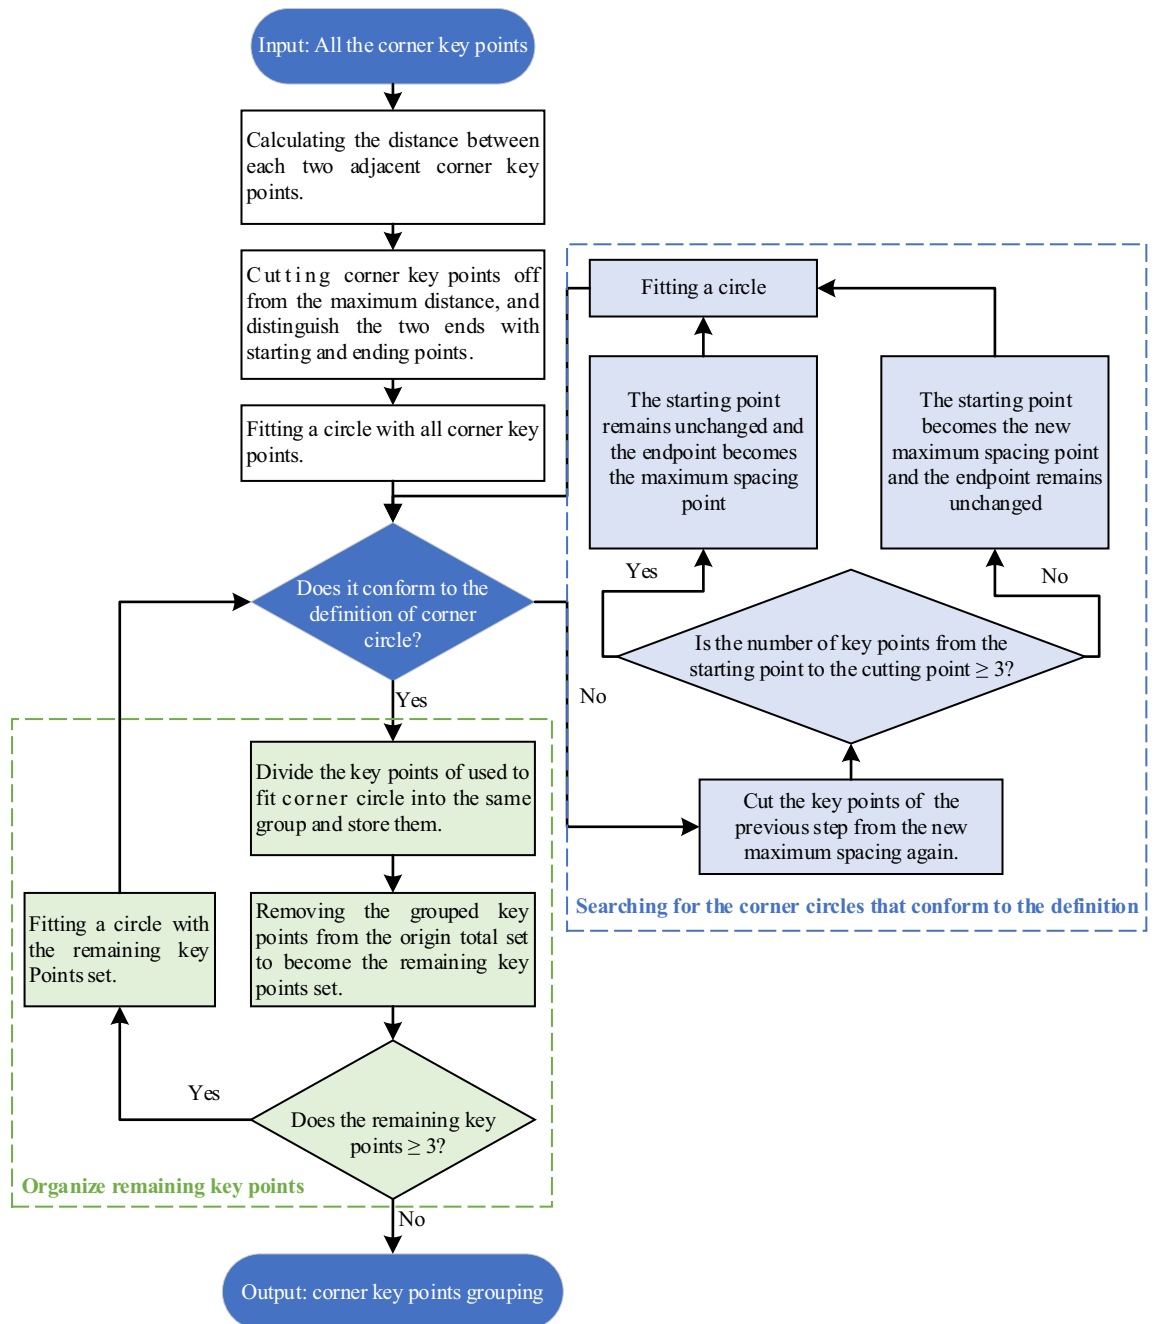 Input: All the corner key points
Calculating the distance between
each two adjacent corner key
points.
Cutting corner key points off
from the maximum distance, and
distinguish the two ends with
starting and ending points.
Fitting a circle with all corner key
points.
Does it conform to the
definition of corner
circle?
Yes
No
Fitting a circle
The starting point
remains unchanged and
the endpoint becomes
the maximum spacing
point
The starting point
becomes the new
maximum spacing point
and the endpoint remains
unchanged
Yes
No
Is the number of key points from the
starting point to the cutting point ≥ 3?
Cut the key points of the
previous step from the new
maximum spacing again.
Searching for the corner circles that conform to the definition
Divide the key points of used to
fit corner circle into the same
group and store them.
Removing the grouped key
points from the origin total set
to become the remaining key
points set.
Fitting a circle with
the remaining key
Points set.
Yes
Does the remaining key
points ≥ 3?
Organize remaining key points
No
Output: corner key points grouping